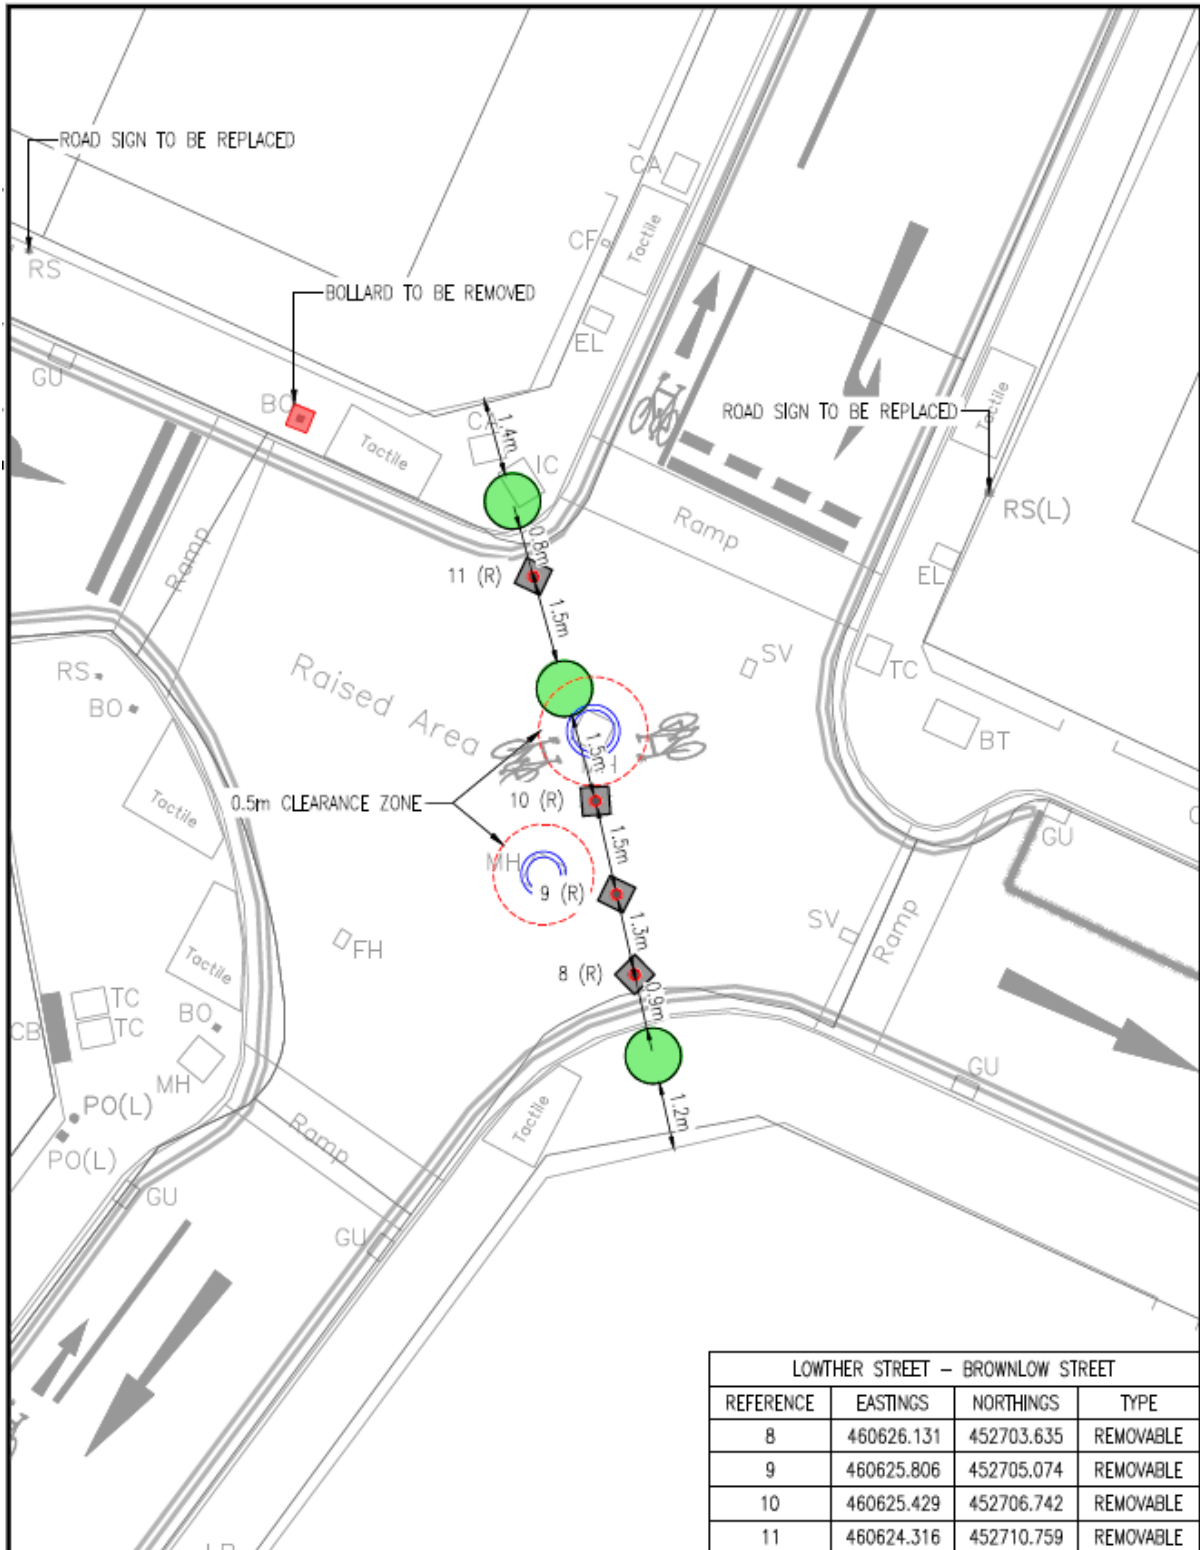 ROAD SIGN TO BE REPLACED
CA
Tactile
CF
RS
BOLLARD TO BE REMOVED
EL
GU
BO
ROAD SIGN TO BE REPLACED
Tactile
Tactile
1.4m
IC
RS(L)
Ramp
0.8m
Ramp
EL
11 (R)
1.5m
SV
TC
RS
Raised Area
BO
BT
1.5m
Tactile
0.5m CLEARANCE ZONE
10 (R)
GU
1.5m
MH
9 (R)
SV
Ramp
1.3m
FH
Tactile
8 (R)
0.9m
TC
BO
TC
CB
MH
GU
PO(L)
1.2m
Tactile
Ramp
PO(L)
GU
GU
LOWTHER STREET – BROWNLOW STREET
REFERENCE EASTINGS NORTHINGS TYPE
8 460626.131 452703.635 REMOVABLE
9 460625.806 452705.074 REMOVABLE
10 460625.429 452706.742 REMOVABLE
11 460624.316 452710.759 REMOVABLE